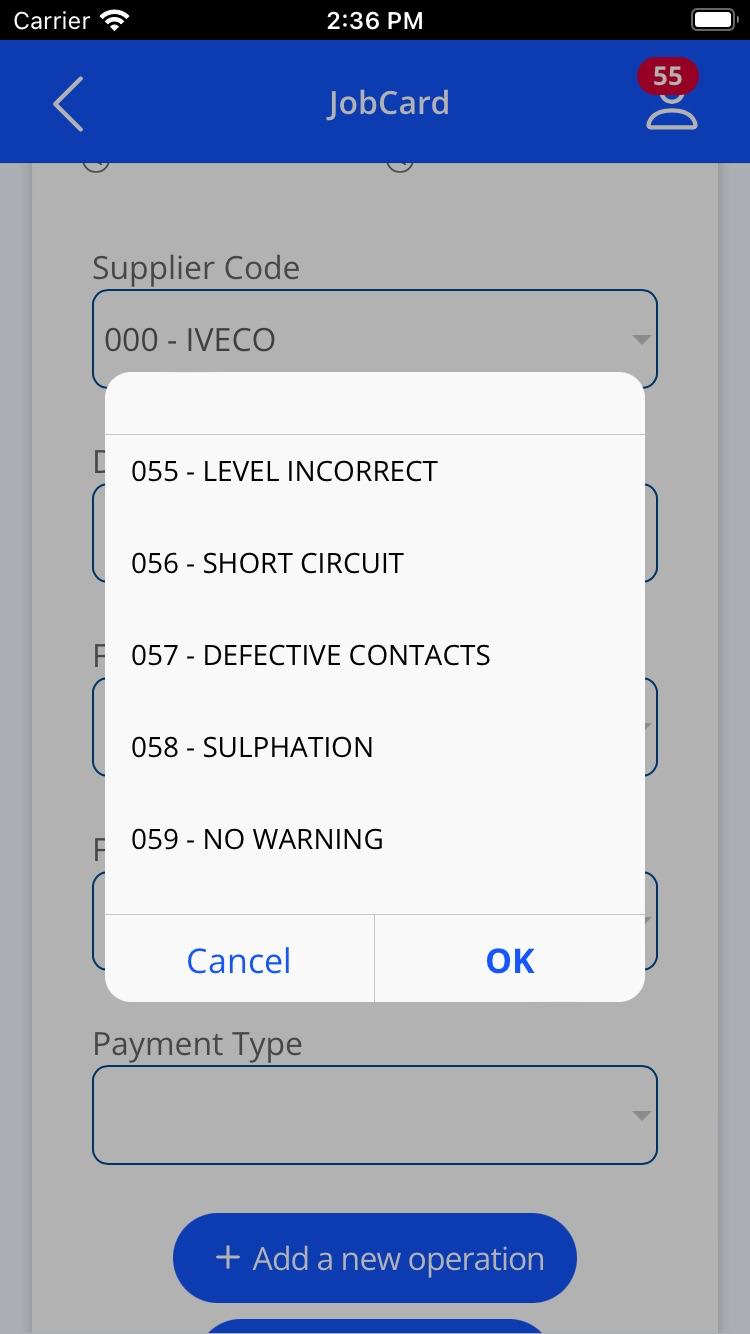 Carrier 2:36 PM
55
JobCard
Supplier Code
000 - IVECO
D
055 - LEVEL INCORRECT
056 - SHORT CIRCUIT
F
057 - DEFECTIVE CONTACTS
058 - SULPHATION
F
059 - NO WARNING
Cancel OK
Payment Type
+ Add a new operation